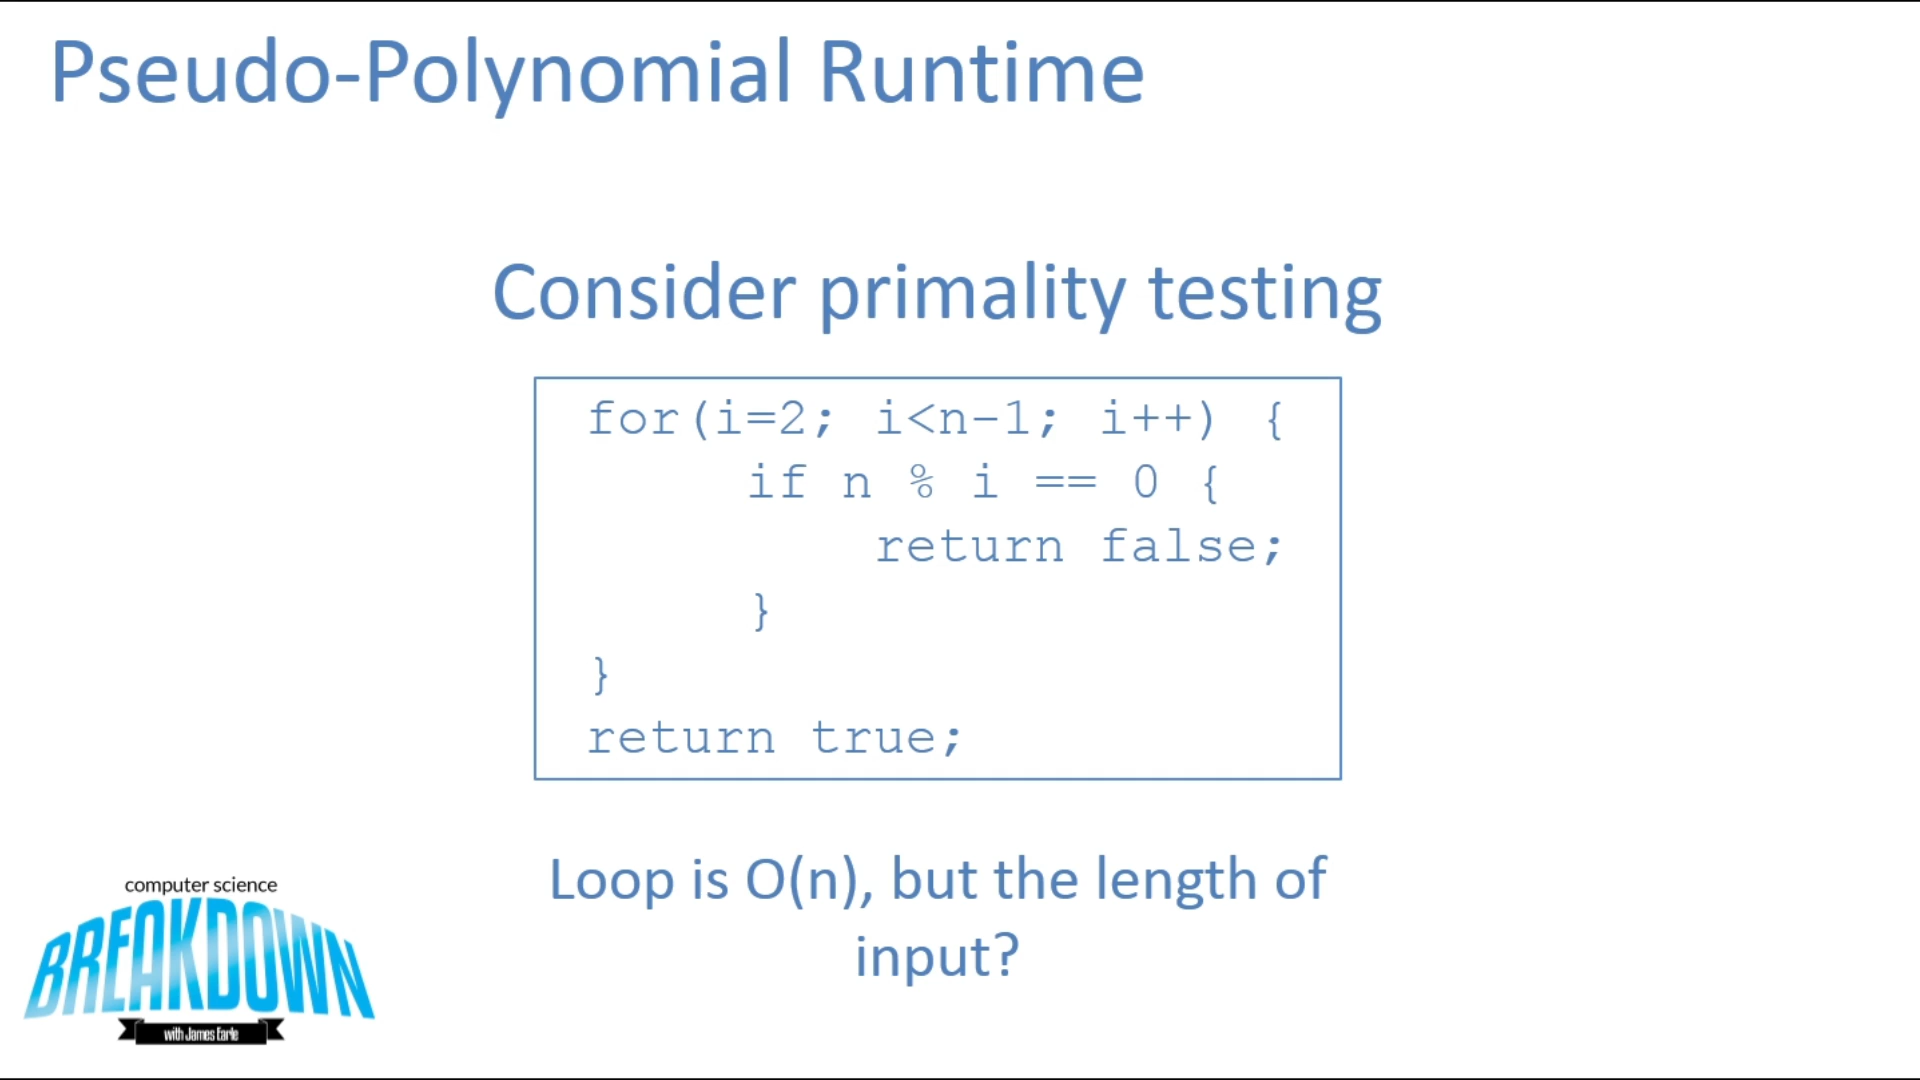 Pseudo-Polynomial Runtime
Consider primality testing
for(i=2; i<n-1; i++) {
if n % i == 0 {
return false;
}
}
return true;
Loop is O(n), but the length of
input?
computer science
BREAKDOWN
with James Earle